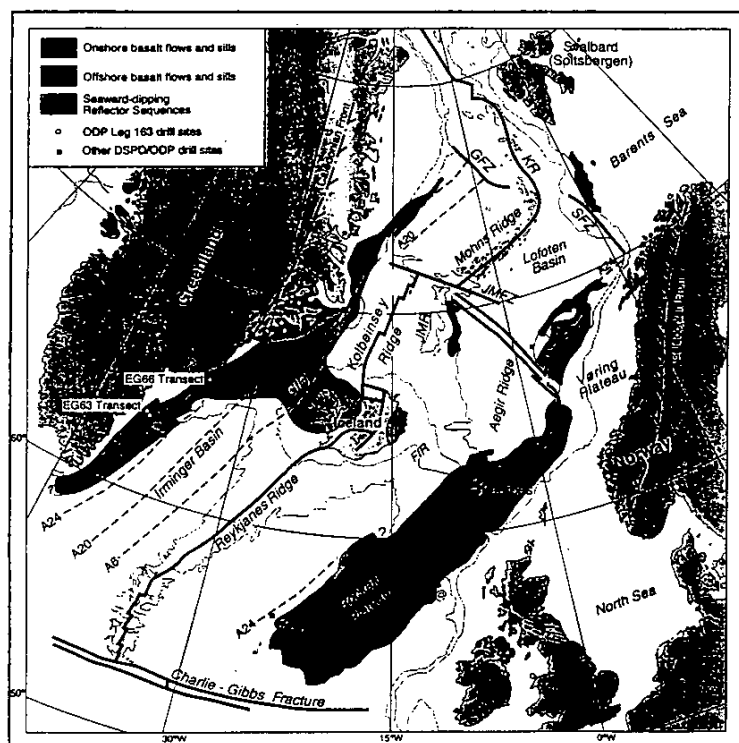 Onshore basalt flows and sills
Offshore basalt flows and sills
Seaward-dipping
Reflector Sequences
ODP Leg 163 drill sites
Other DSPD/ODP drill sites
Svalbard
(Spitsbergen)
Barents Sea
GFZ
KR
SFZ
A20
Mohns Ridge
Lofoten
Basin
Greenland
Kolbeinsey
Ridge
JMR
EG66 Transect
EG63 Transect
Iceland
Aegir Ridge
Vøring
Plateau
Norway
60°
?
Irminger Basin
FIR
A24
A20
A6
Reykjanes Ridge
?
A24
North Sea
Charlie - Gibbs Fracture
50°
30°W
15°W
0°W